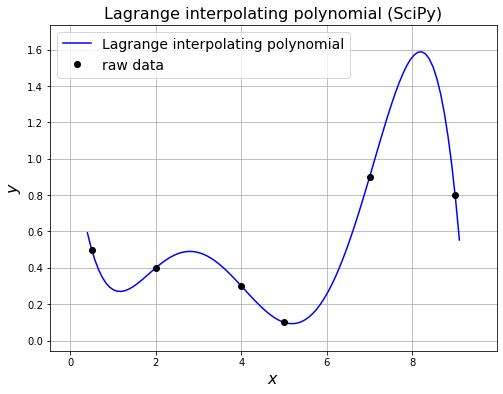 Lagrange interpolating polynomial (SciPy)
Lagrange interpolating polynomial
raw data
1.6
1.4
1.2
1.0
0.8
0.6
0.4
0.2
0.0
y
0 2 4 6 8
x